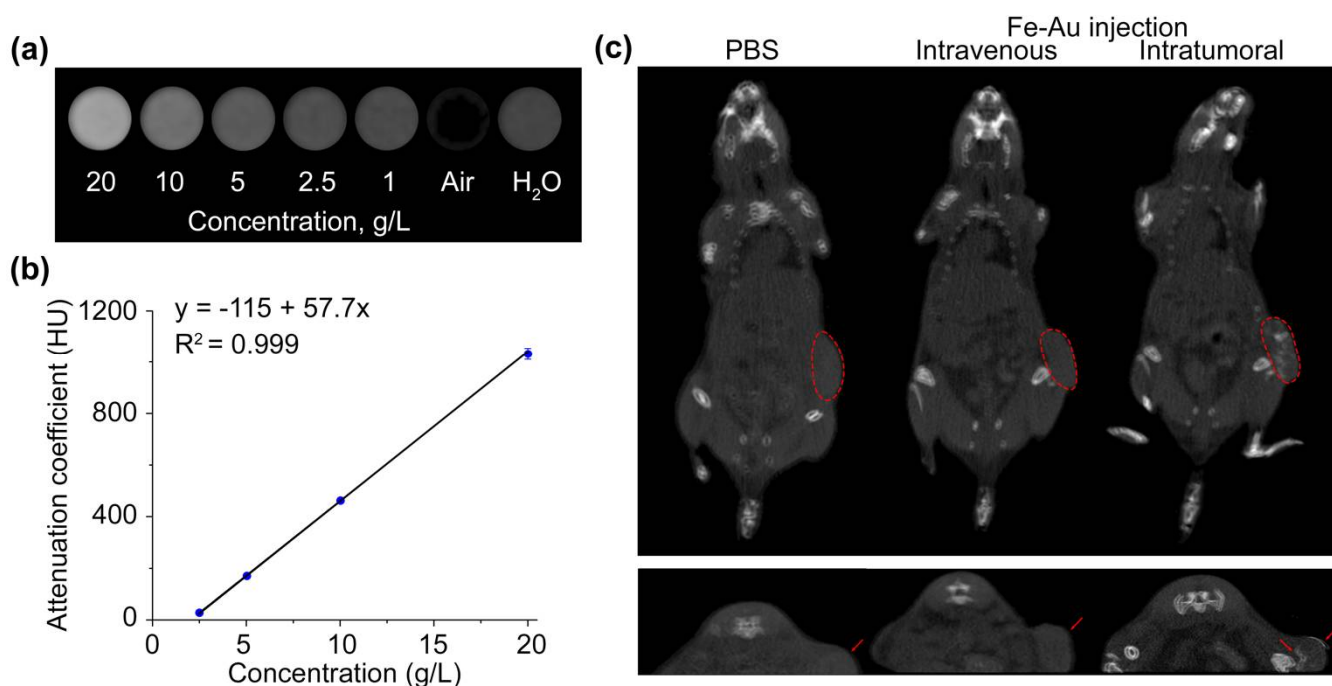 (a)
20 10 5 2.5 1 Air H₂O
Concentration, g/L
(b)
y = -115 + 57.7x
R² = 0.999
Attenuation coefficient (HU)
1200
800
400
0
0 5 10 15 20
Concentration (g/L)
(c)
Fe-Au injection
PBS Intravenous Intratumoral